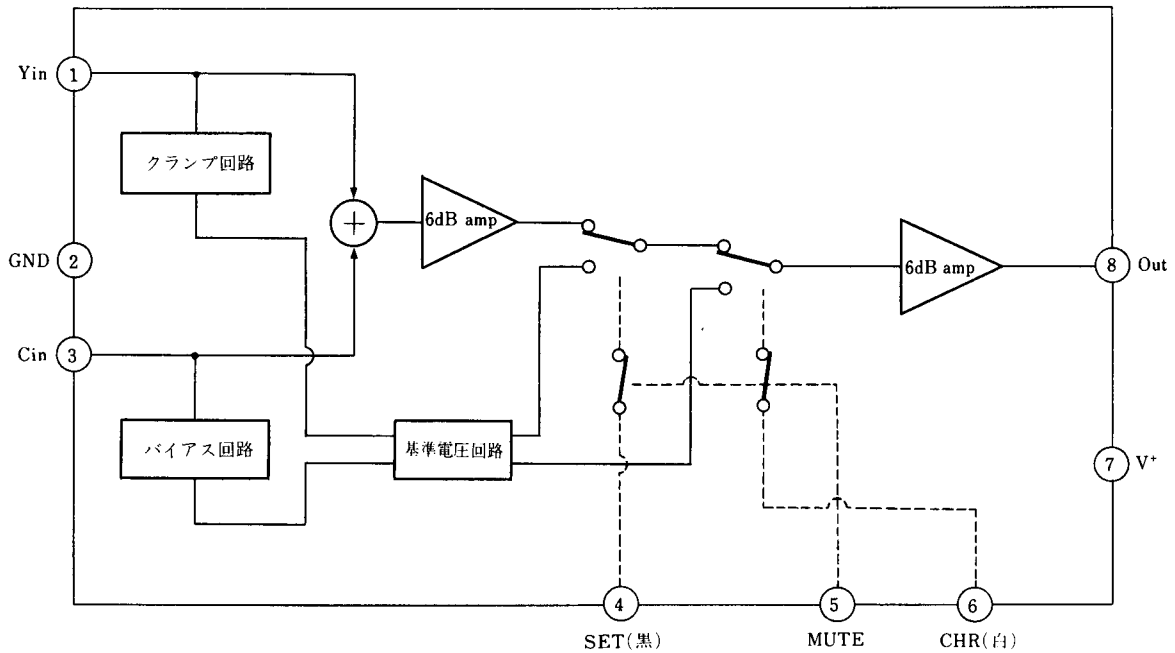 Yin
1
クランプ回路
6dB amp
GND
2
6dB amp
8
Out
Cin
3
バイアス回路
基準電圧回路
7
V⁺
4
5
6
SET(黒)
MUTE
CHR(白)